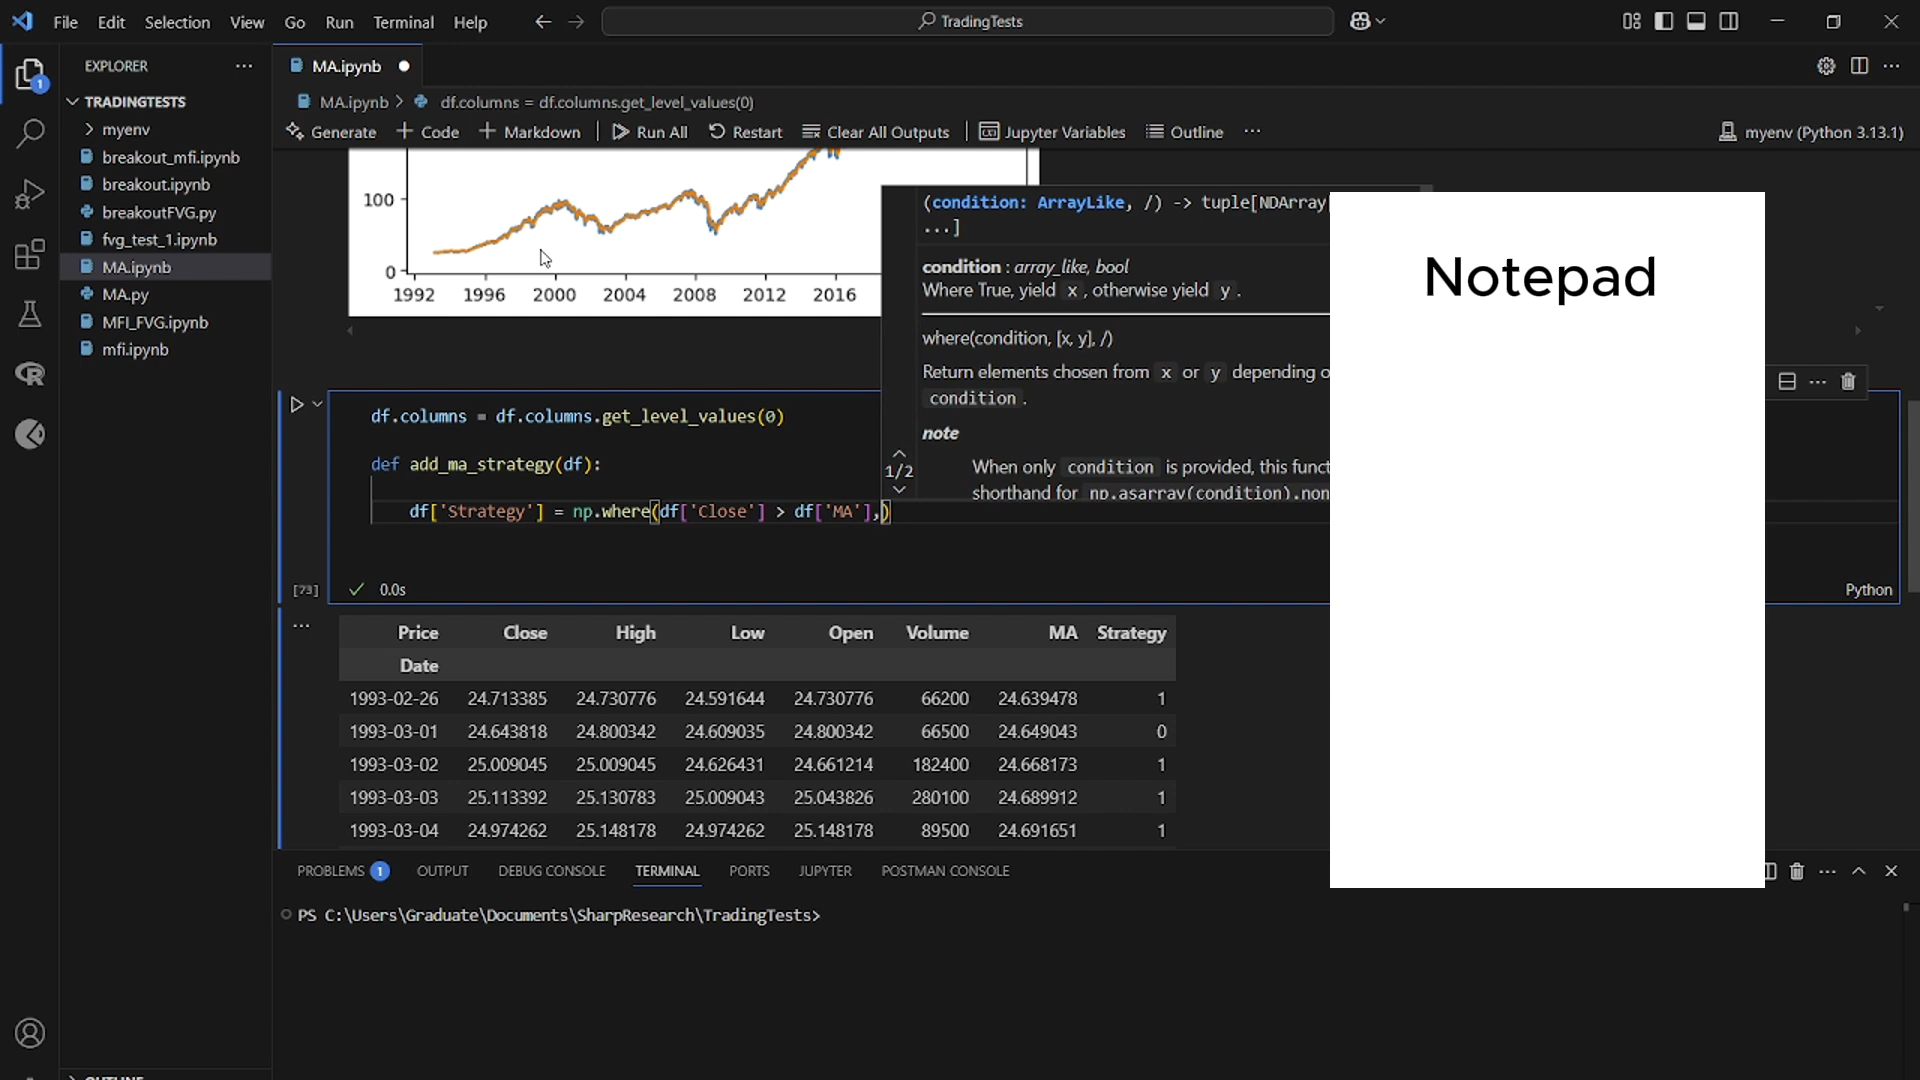 File Edit Selection View Go Run Terminal Help
TradingTests
EXPLORER
1
TRADINGTESTS
myenv
breakout_mfi.ipynb
breakout.ipynb
breakoutFVG.py
fvg_test_1.ipynb
MA.ipynb
MA.py
MFI_FVG.ipynb
mfi.ipynb
MA.ipynb
MA.ipynb > df.columns = df.columns.get_level_values(0)
Generate + Code + Markdown Run All Restart Clear All Outputs Jupyter Variables Outline ...
myenv (Python 3.13.1)
100
0
1992 1996 2000 2004 2008 2012 2016
(condition: ArrayLike, /) -> tuple[NDArray[
...]
condition : array_like, bool
Where True, yield x , otherwise yield y .
where(condition, [x, y], /)
Return elements chosen from x or y depending o
condition .
note
1/2
When only condition is provided, this funct
shorthand for np.asarray(condition).non
Notepad
df.columns = df.columns.get_level_values(0)
def add_ma_strategy(df):
df['Strategy'] = np.where(df['Close'] > df['MA'],)
[73] 0.0s
Python
Price Close High Low Open Volume MA Strategy
Date
1993-02-26 24.713385 24.730776 24.591644 24.730776 66200 24.639478 1
1993-03-01 24.643818 24.800342 24.609035 24.800342 66500 24.649043 0
1993-03-02 25.009045 25.009045 24.626431 24.661214 182400 24.668173 1
1993-03-03 25.113392 25.130783 25.009043 25.043826 280100 24.689912 1
1993-03-04 24.974262 25.148178 24.974262 25.148178 89500 24.691651 1
PROBLEMS 1 OUTPUT DEBUG CONSOLE TERMINAL PORTS JUPYTER POSTMAN CONSOLE
PS C:\Users\Graduate\Documents\SharpResearch\TradingTests>
OUTLINE